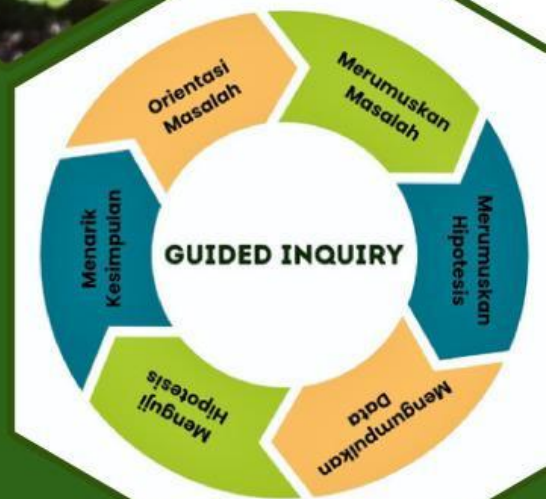 Orientasi
Masalah
Merumuskan
Masalah
Merumuskan
Hipotesis
Mengumpulkan
Data
Menguji
Hipotesis
Menarik
Kesimpulan
GUIDED INQUIRY